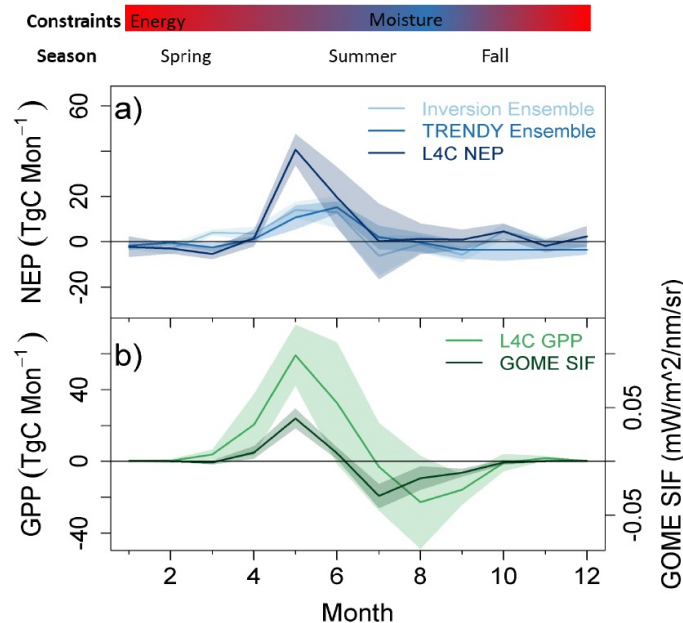 Constraints Energy Moisture
Season Spring Summer Fall
a)
Inversion Ensemble
TRENDY Ensemble
L4C NEP
NEP (TgC Mon⁻¹)
60
20
0
-20
b)
L4C GPP
GOME SIF
GPP (TgC Mon⁻¹)
40
0
-40
GOME SIF (mW/m^2/nm/sr)
0.05
-0.05
2 4 6 8 10 12
Month